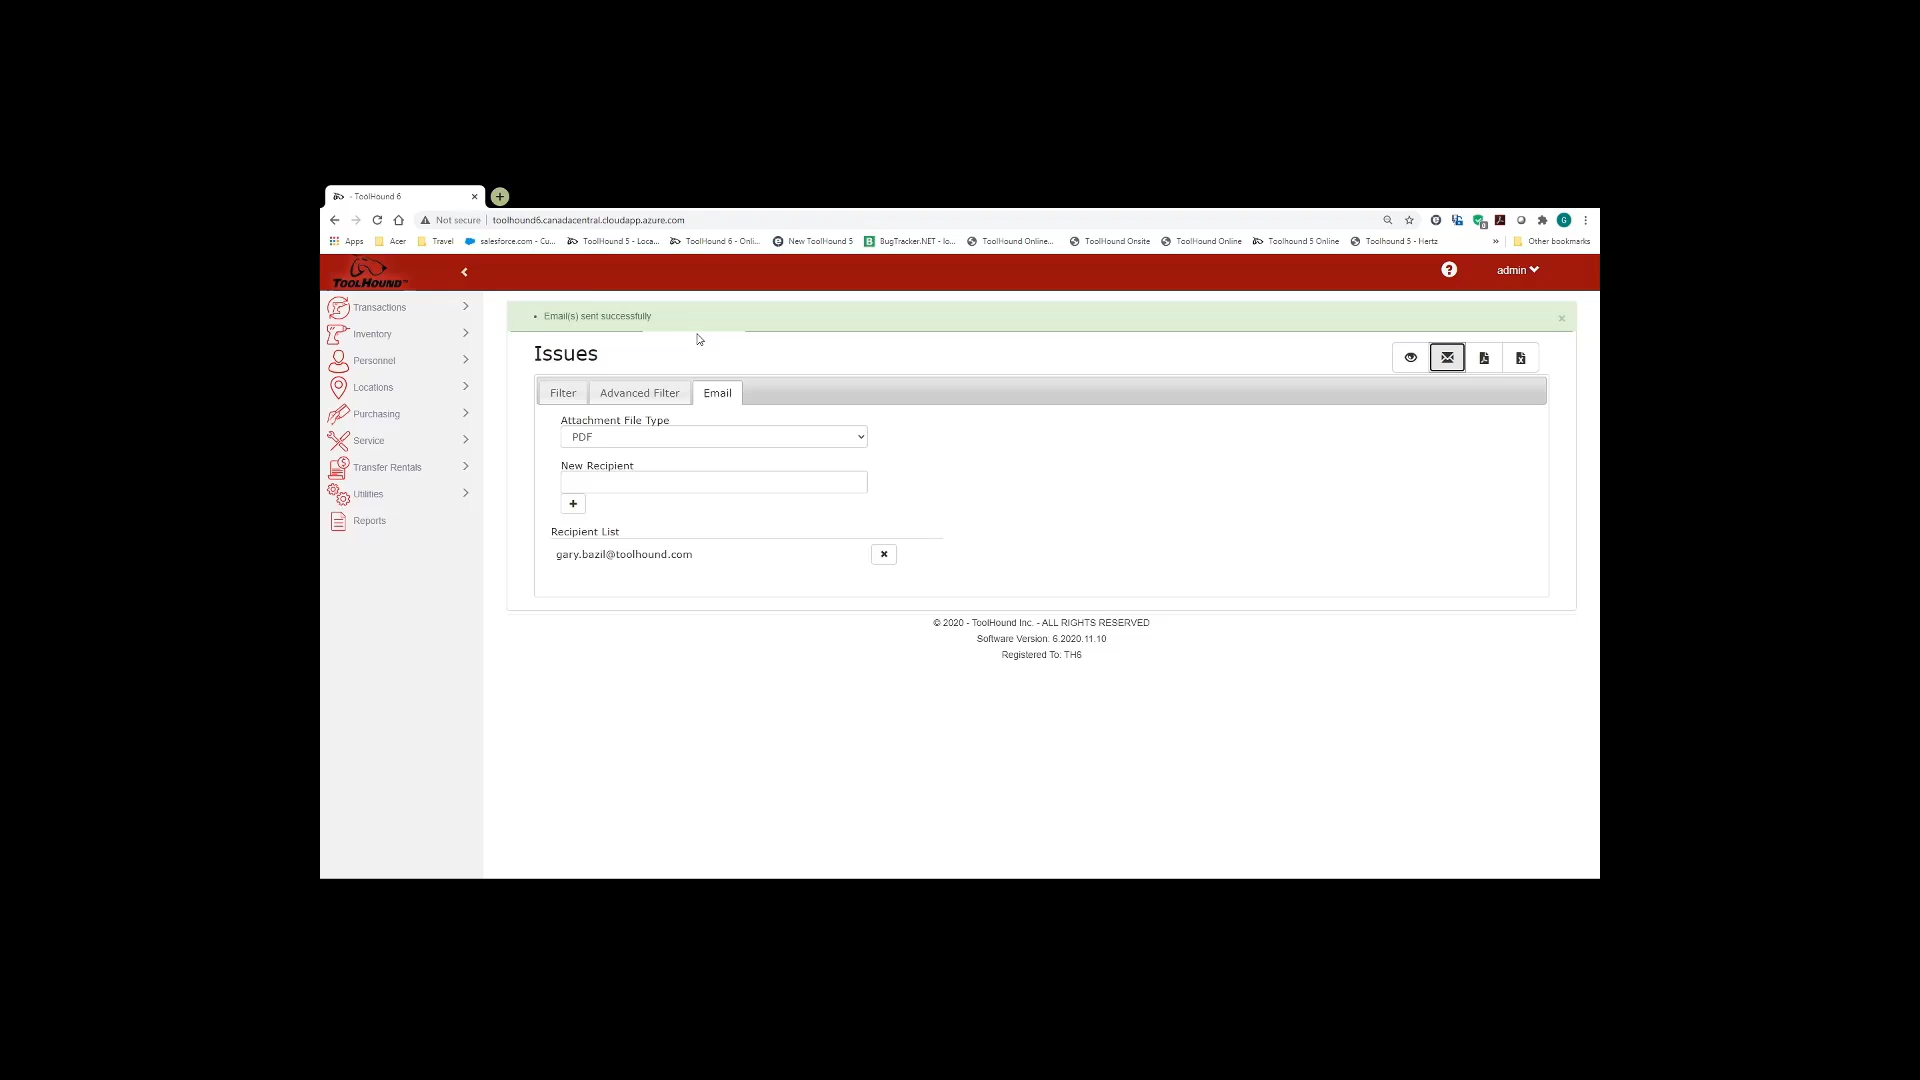 - ToolHound 6
Not secure | toolhound6.canadacentral.cloudapp.azure.com
Apps Acer Travel salesforce.com - Cu... ToolHound 5 - Loca... ToolHound 6 - Onli... New ToolHound 5 BugTracker.NET - lo... ToolHound Online... ToolHound Onsite ToolHound Online ToolHound 5 Online Toolhound 5 - Hertz » Other bookmarks
TOOLHOUND™
admin
Transactions
Inventory
Personnel
Locations
Purchasing
Service
Transfer Rentals
Utilities
Reports
• Email(s) sent successfully
Issues
Filter Advanced Filter Email
Attachment File Type
PDF
New Recipient
Recipient List
gary.bazil@toolhound.com
© 2020 - ToolHound Inc. - ALL RIGHTS RESERVED
Software Version: 6.2020.11.10
Registered To: TH6